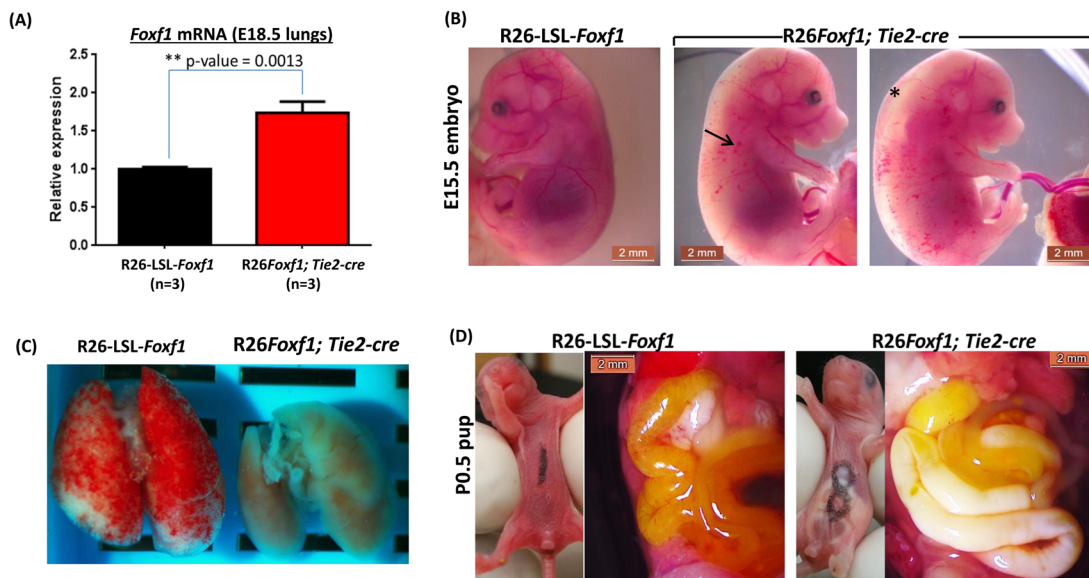 (A)
Foxf1 mRNA (E18.5 lungs)
** p-value = 0.0013
Relative expression
2.5
2.0
1.5
1.0
0.5
0.0
R26-LSL-Foxf1
(n=3)
R26Foxf1; Tie2-cre
(n=3)
(B)
R26-LSL-Foxf1
R26Foxf1; Tie2-cre
E15.5 embryo
*
2 mm
2 mm
2 mm
(C)
R26-LSL-Foxf1
R26Foxf1; Tie2-cre
(D)
R26-LSL-Foxf1
R26Foxf1; Tie2-cre
P0.5 pup
2 mm
2 mm